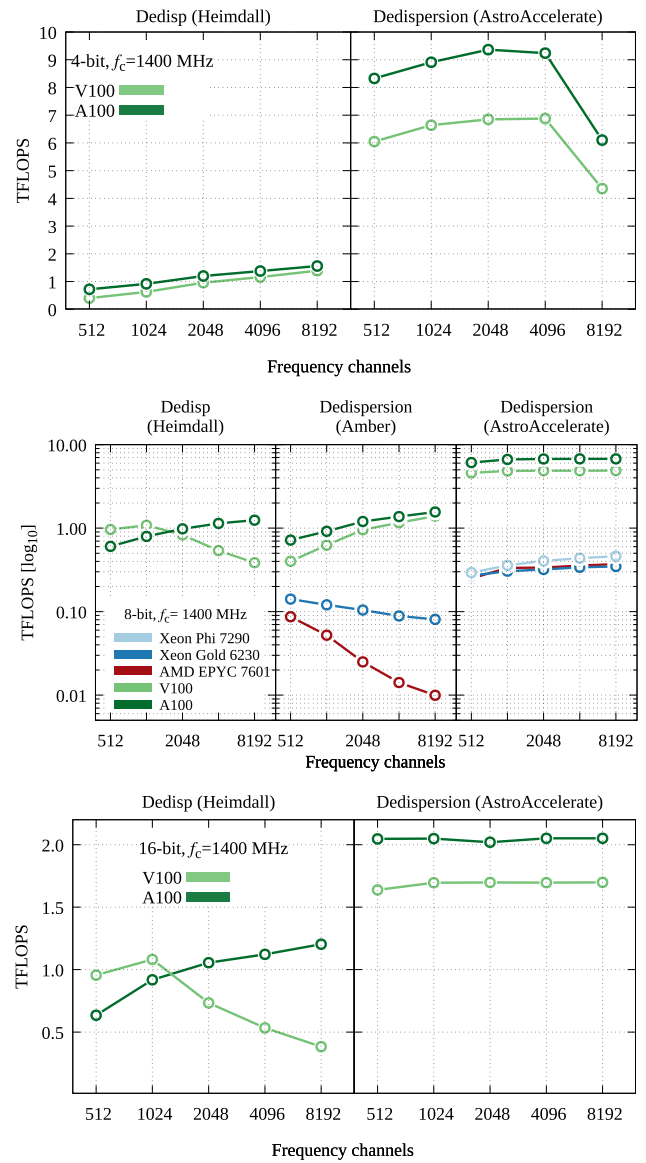 Dedisp (Heimdall) Dedispersion (AstroAccelerate)
10
9
8
7
6
5
4
3
2
1
0
TFLOPS
4-bit, fc=1400 MHz
V100
A100
512 1024 2048 4096 8192 512 1024 2048 4096 8192
Frequency channels
Dedisp
(Heimdall)
Dedispersion
(Amber)
Dedispersion
(AstroAccelerate)
10.00
1.00
0.10
0.01
TFLOPS [log10]
8-bit, fc= 1400 MHz
Xeon Phi 7290
Xeon Gold 6230
AMD EPYC 7601
V100
A100
512 2048 8192 512 2048 8192 512 2048 8192
Frequency channels
Dedisp (Heimdall) Dedispersion (AstroAccelerate)
2.0
1.5
1.0
0.5
TFLOPS
16-bit, fc=1400 MHz
V100
A100
512 1024 2048 4096 8192 512 1024 2048 4096 8192
Frequency channels